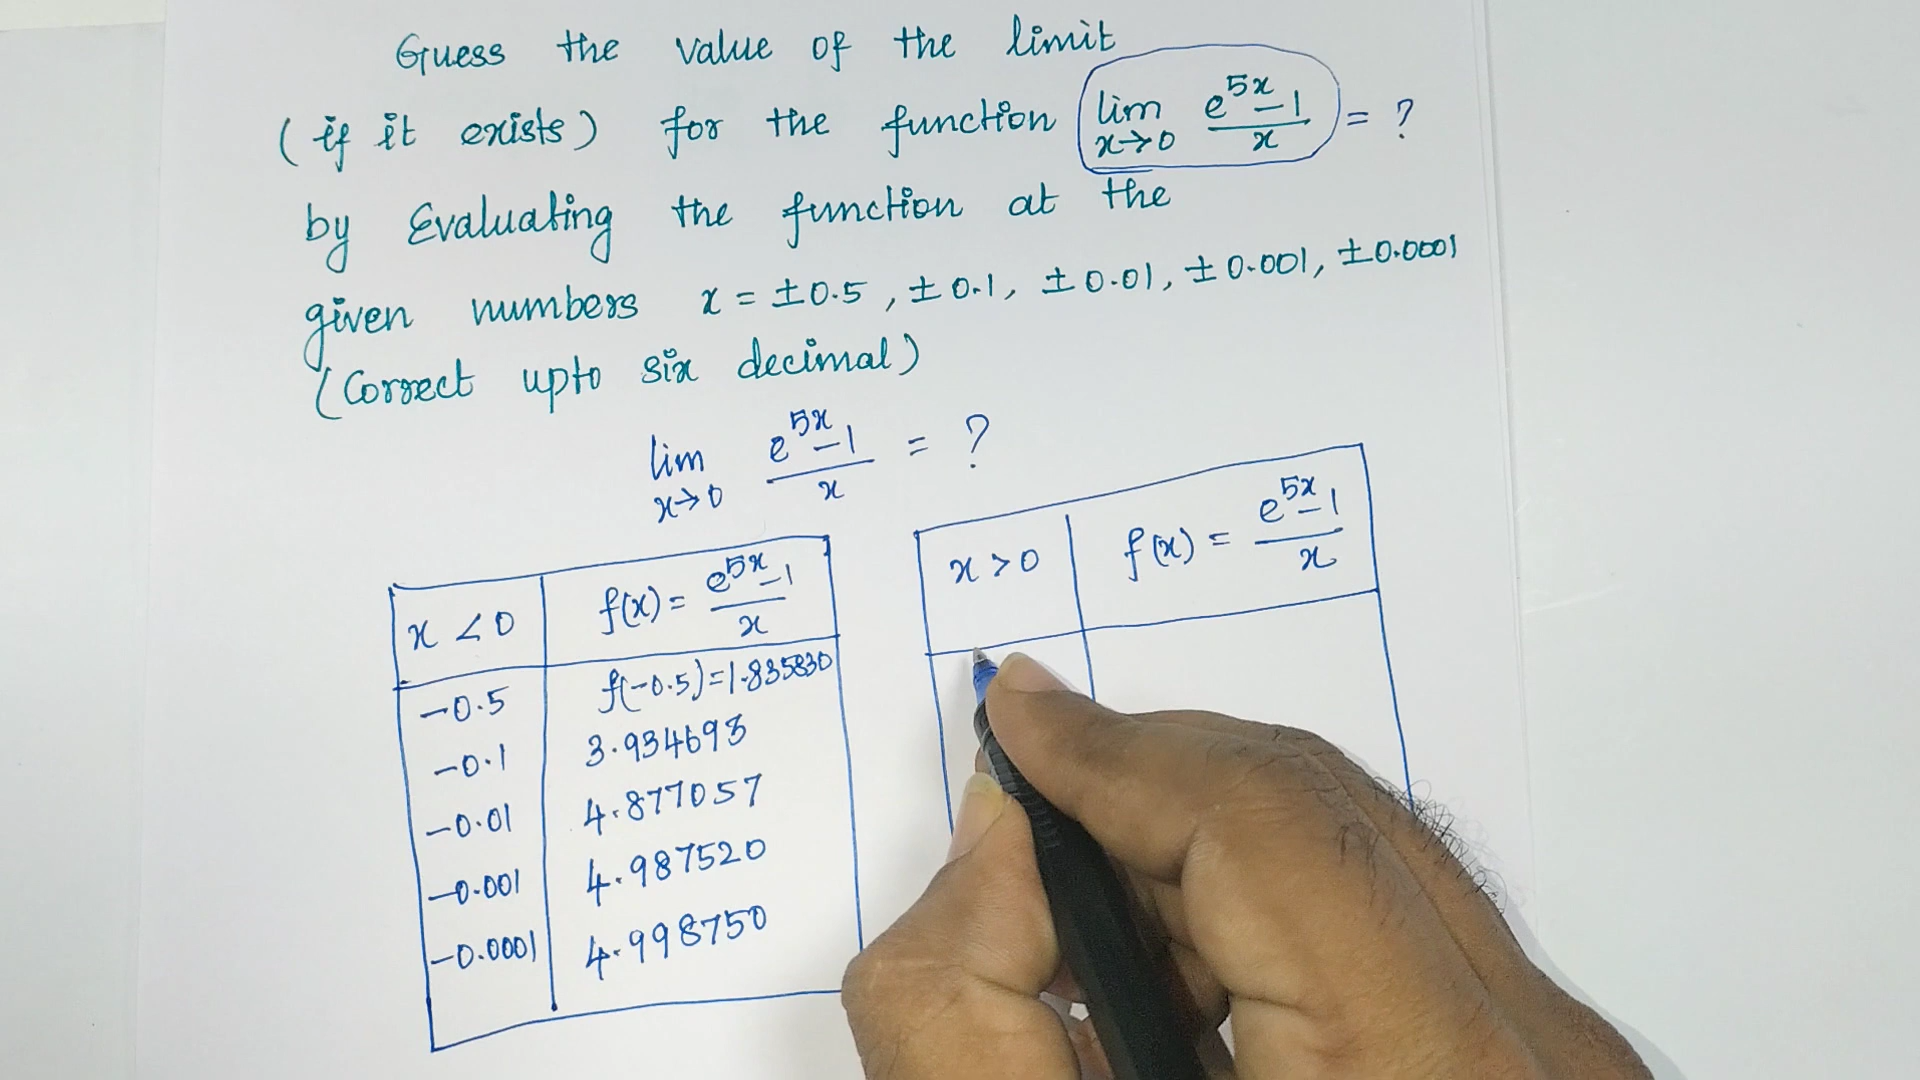 Guess the value of the limit
(if it exists) for the function lim x→0 (e^5x − 1)/x = ?
by Evaluating the function at the
given numbers x = ±0.5, ±0.1, ±0.01, ±0.001, ±0.0001
(Correct upto six decimal)
lim x→0 (e^5x − 1)/x = ?
x < 0 f(x) = (e^5x − 1)/x
−0.5 f(−0.5)=1.835830
−0.1 3.934693
−0.01 4.877057
−0.001 4.987520
−0.0001 4.998750
x > 0 f(x) = (e^5x − 1)/x